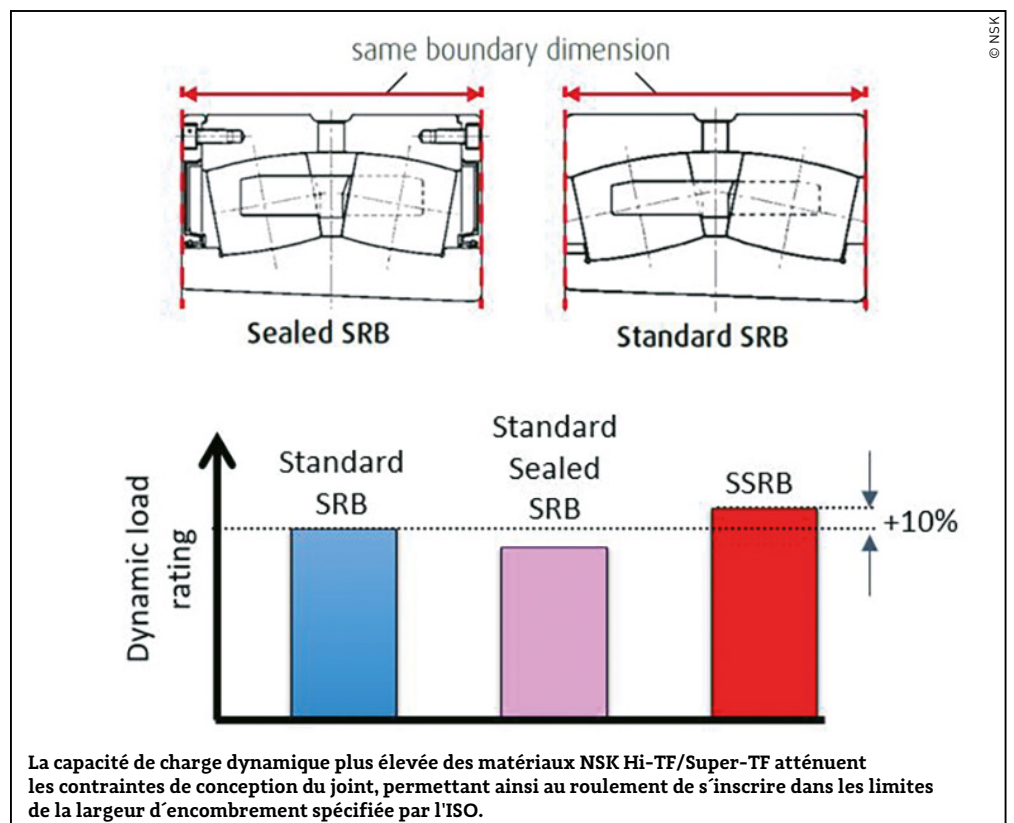 © NSK
same boundary dimension
Sealed SRB
Standard SRB
Dynamic load
rating
Standard
SRB
Standard
Sealed
SRB
SSRB
+10%
La capacité de charge dynamique plus élevée des matériaux NSK Hi-TF/Super-TF atténuent
les contraintes de conception du joint, permettant ainsi au roulement de s´inscrire dans les limites
de la largeur d´encombrement spécifiée par l'ISO.